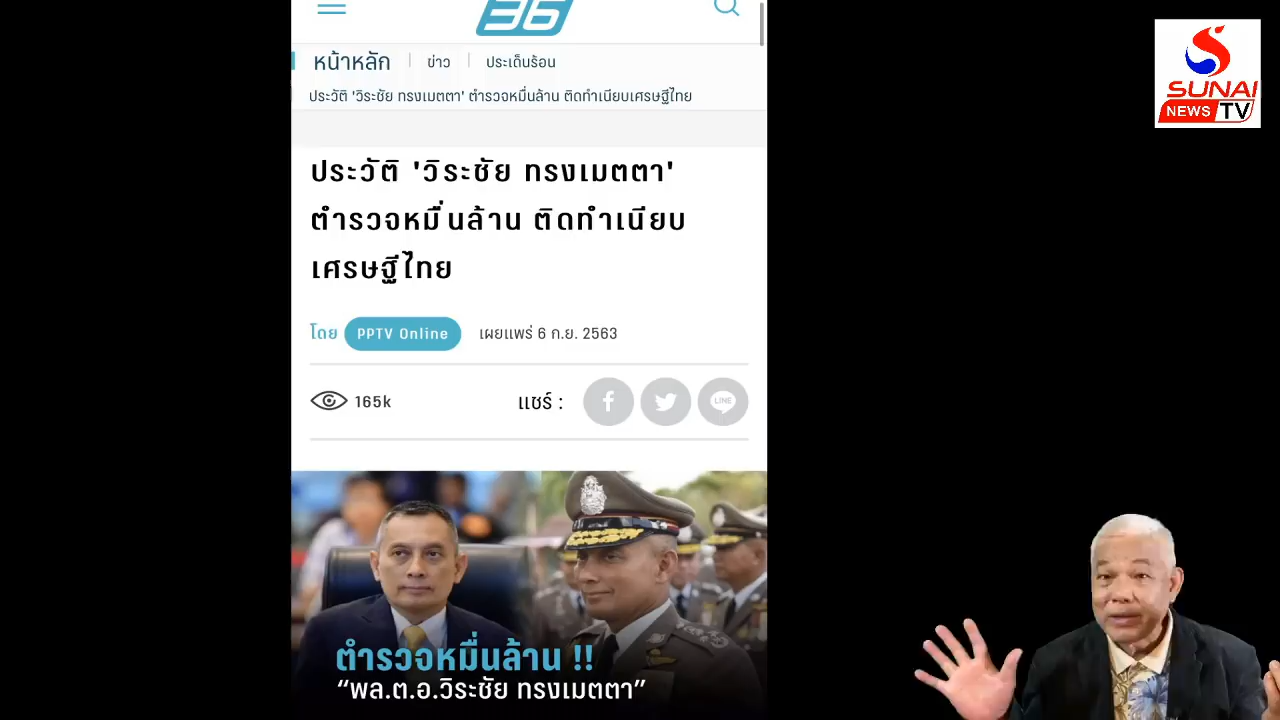 36
SUNAI
NEWS TV
หน้าหลัก
ข่าว
ประเด็นร้อน
ประวัติ 'วิระชัย ทรงเมตตา' ตำรวจหมื่นล้าน ติดทำเนียบเศรษฐีไทย
ประวัติ 'วิระชัย ทรงเมตตา'
ตำรวจหมื่นล้าน ติดทำเนียบ
เศรษฐีไทย
โดย PPTV Online เผยแพร่ 6 ก.ย. 2563
165k แชร์ :
LINE
ตำรวจหมื่นล้าน !!
“พล.ต.อ.วิระชัย ทรงเมตตา”